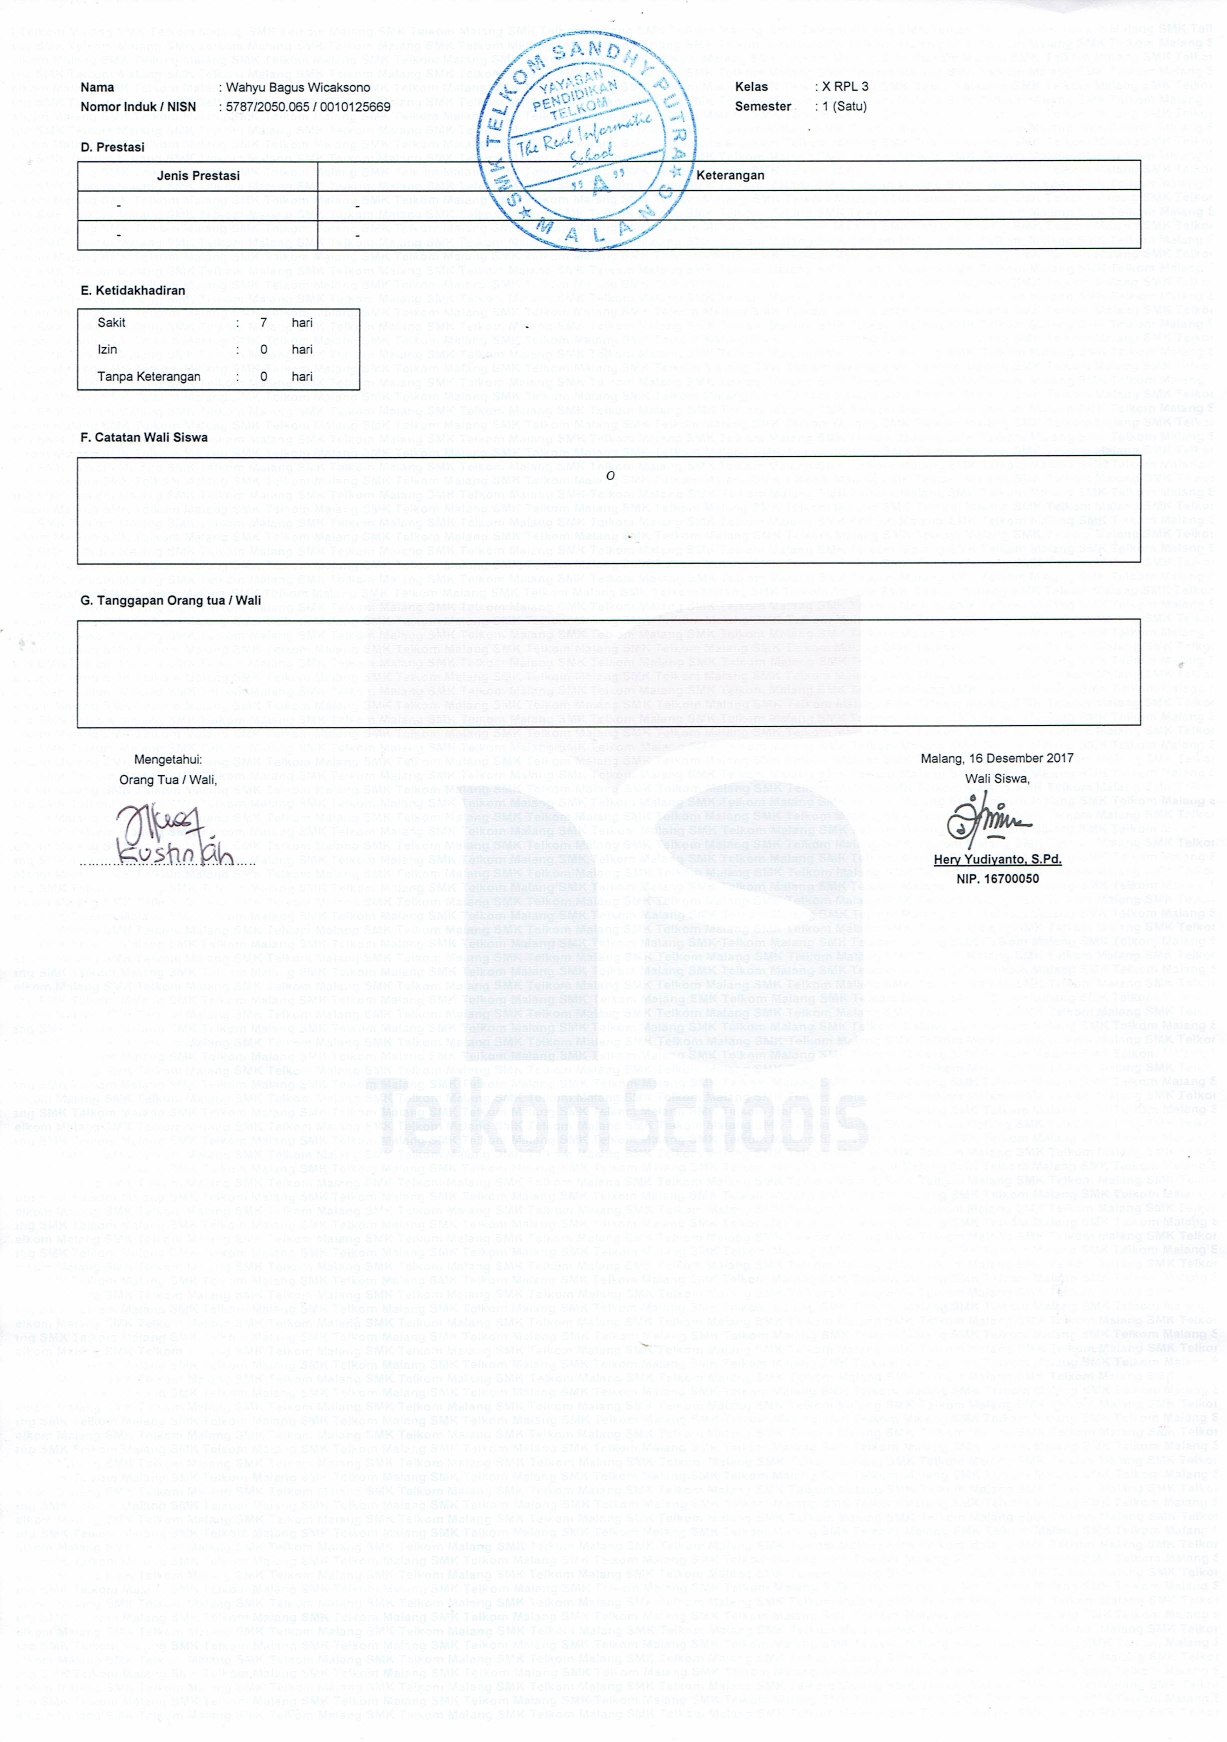 SMK TELKOM SANDHY PUTRA
MALANG
YAYASAN
PENDIDIKAN
TELKOM
The Real Informatic
School
"A"
Nama : Wahyu Bagus Wicaksono
Kelas : X RPL 3
Nomor Induk / NISN : 5787/2050.065 / 0010125669
Semester : 1 (Satu)
D. Prestasi
Jenis Prestasi Keterangan
- -
- -
E. Ketidakhadiran
Sakit : 7 hari
Izin : 0 hari
Tanpa Keterangan : 0 hari
F. Catatan Wali Siswa
0
G. Tanggapan Orang tua / Wali
Mengetahui:
Orang Tua / Wali,
Kustin
Malang, 16 Desember 2017
Wali Siswa,
Hery Yudiyanto, S.Pd.
NIP. 16700050
TelkomSchools